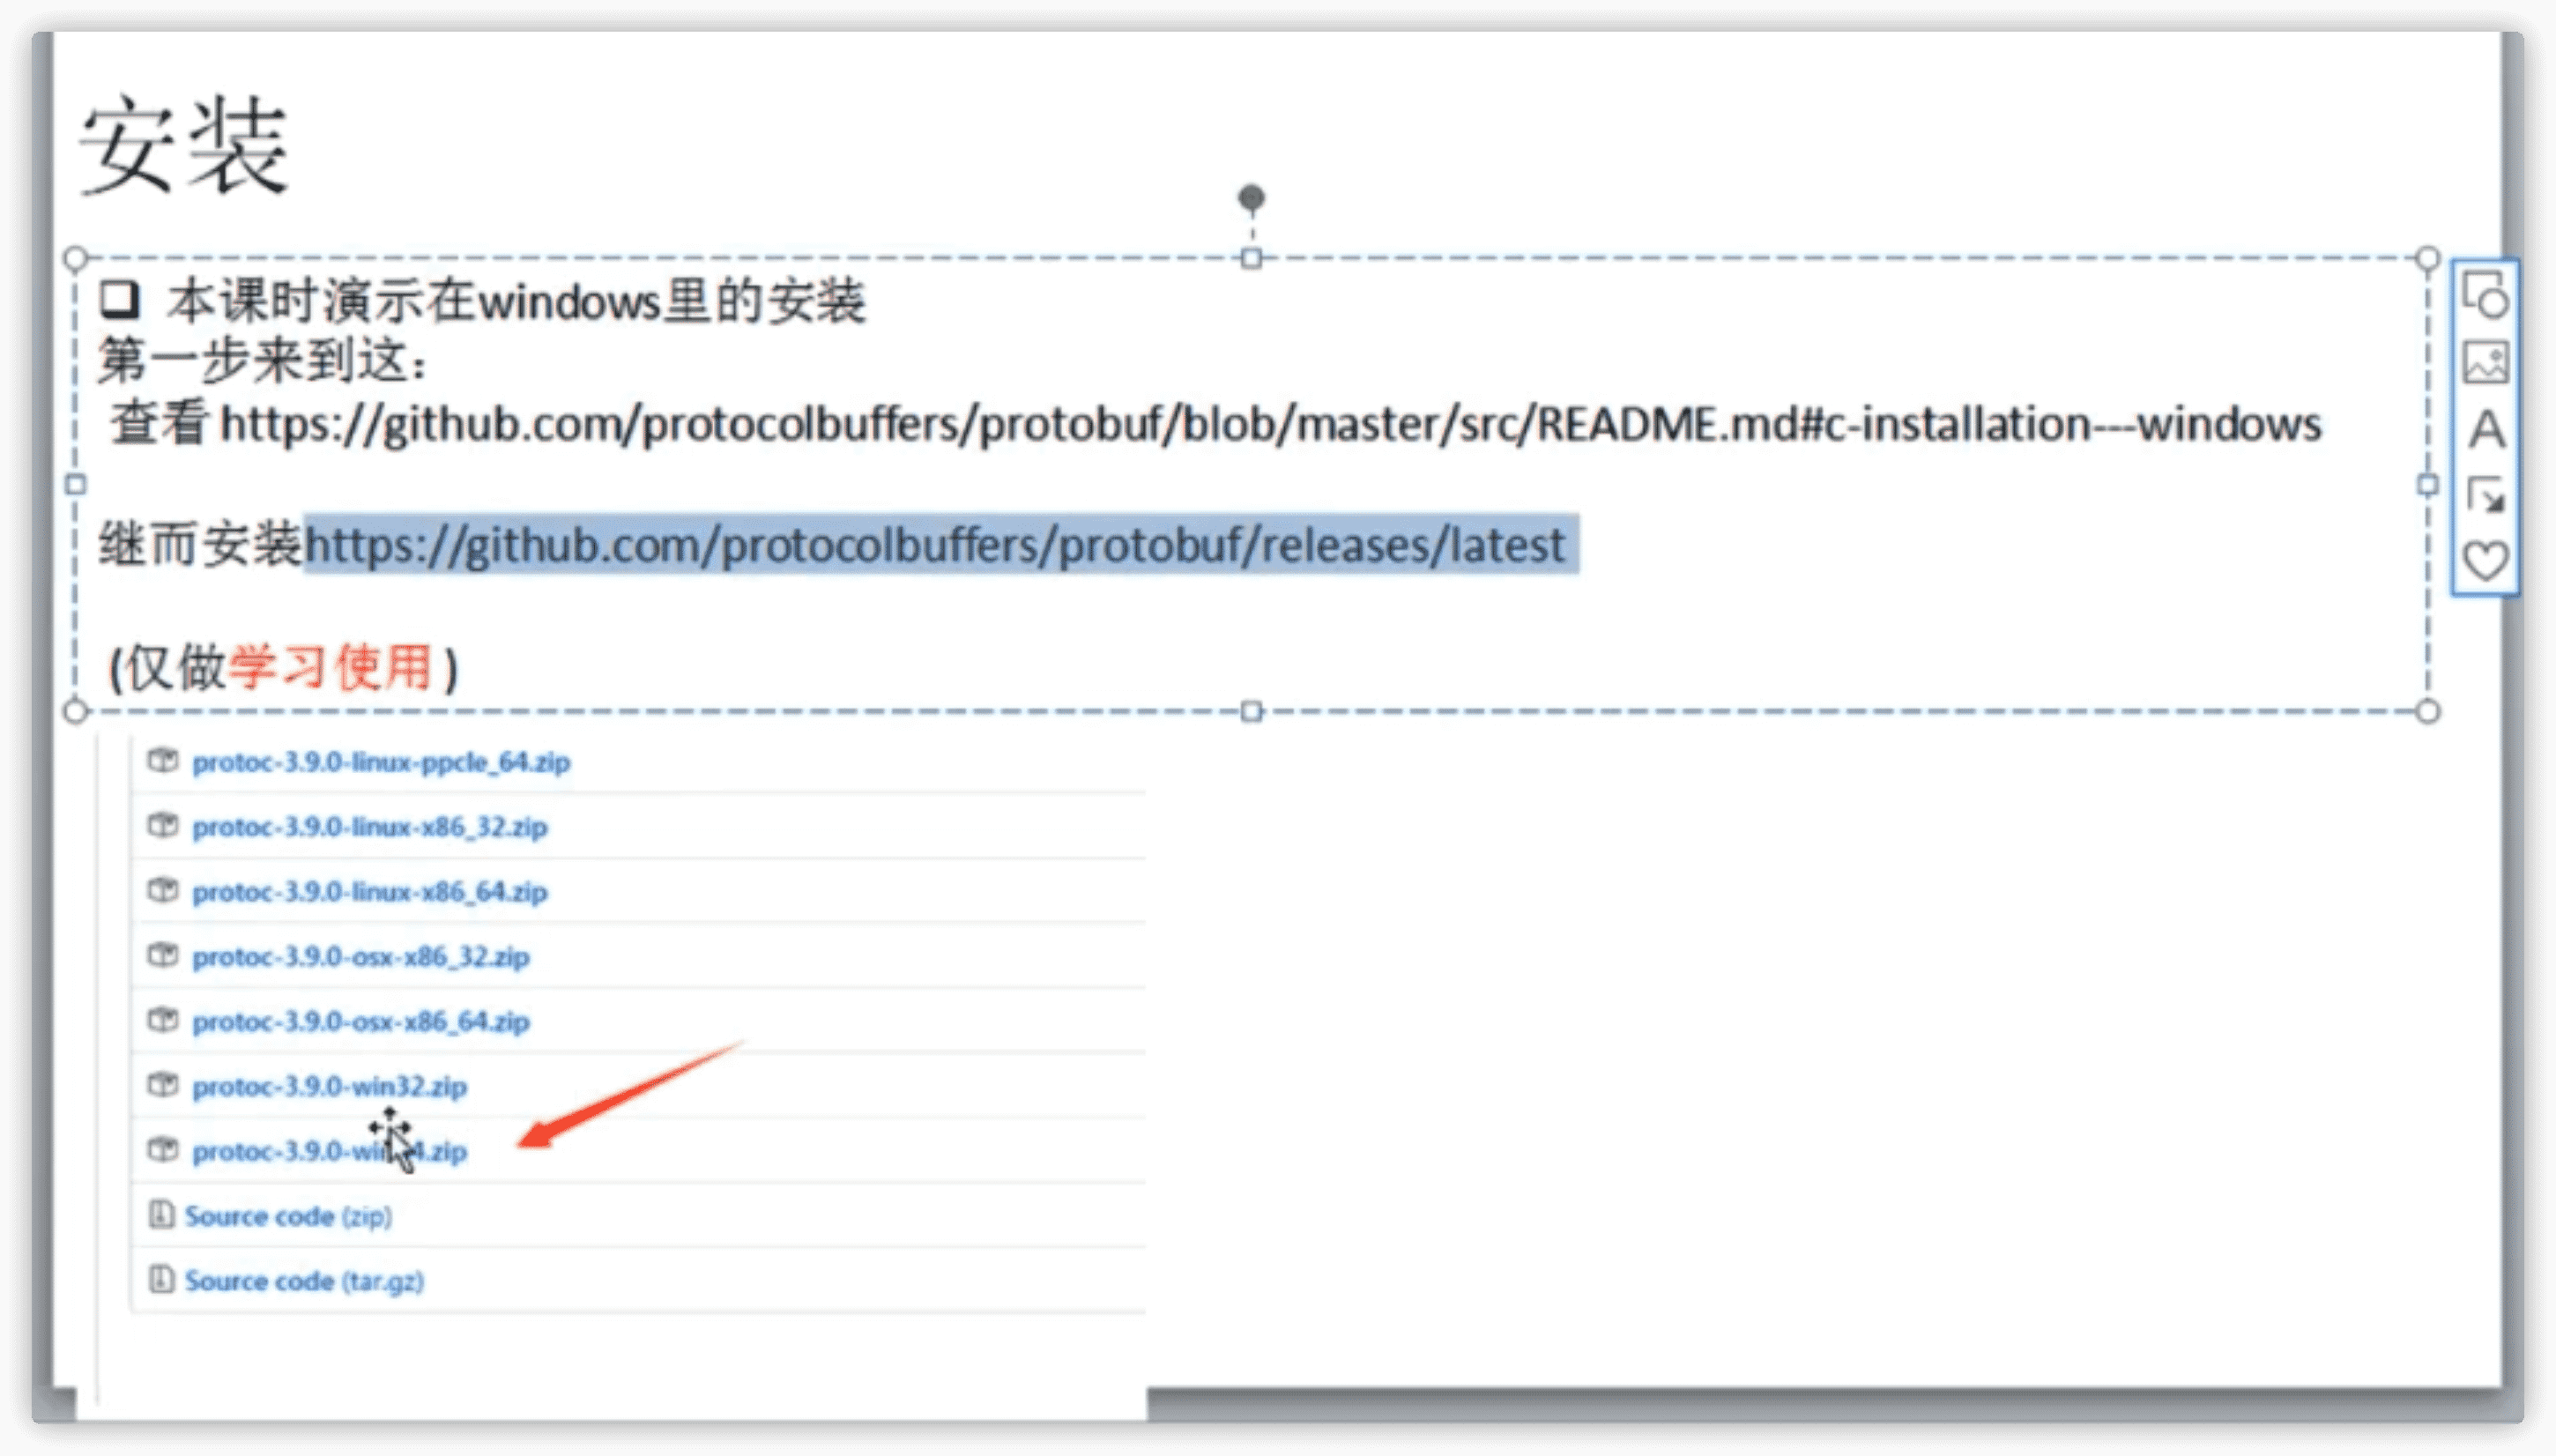 安装
❑ 本课时演示在windows里的安装
第一步来到这：
查看 https://github.com/protocolbuffers/protobuf/blob/master/src/README.md#c-installation---windows
继而安装https://github.com/protocolbuffers/protobuf/releases/latest
(仅做学习使用)
protoc-3.9.0-linux-ppcle_64.zip
protoc-3.9.0-linux-x86_32.zip
protoc-3.9.0-linux-x86_64.zip
protoc-3.9.0-osx-x86_32.zip
protoc-3.9.0-osx-x86_64.zip
protoc-3.9.0-win32.zip
protoc-3.9.0-win64.zip
Source code (zip)
Source code (tar.gz)